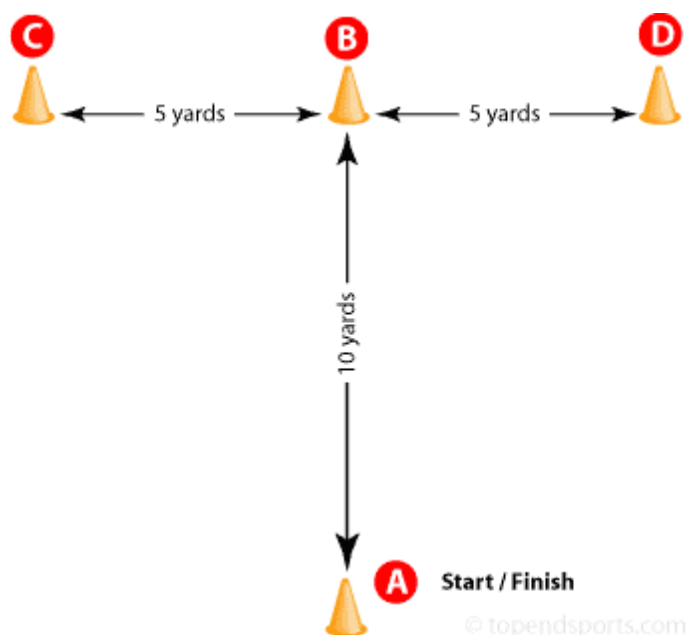 C
B
D
5 yards
5 yards
10 yards
A
Start / Finish
© topendsports.com